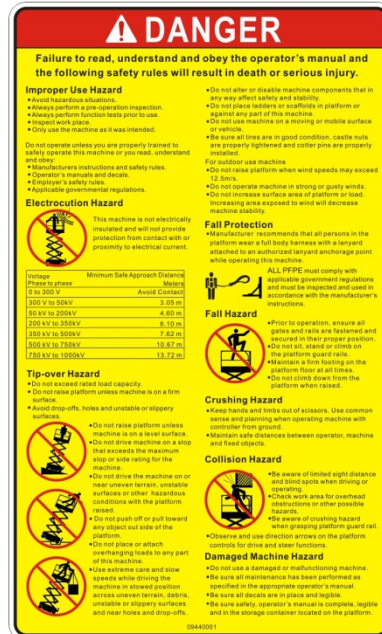 DANGER
Failure to read, understand and obey the operator's manual and
the following safety rules will result in death or serious injury.
Improper Use Hazard
•Avoid hazardous situations.
•Always perform a pre-operation inspection.
•Always perform function tests prior to use.
•Inspect work place.
•Only use the machine as it was intended.
Do not operate unless you are properly trained to
safely operate this machine or you read, understand
and obey:
•Manufacturers instructions and safety rules.
•Operator's manuals and decals.
•Employer's safety rules.
•Applicable governmental regulations.
Electrocution Hazard
This machine is not electrically
insulated and will not provide
protection from contact with or
proximity to electrical current.
Voltage Minimum Safe Approach Distance
Phase to phase Meters
0 to 300 V Avoid Contact
300 V to 50kV 3.05 m
50 kV to 200kV 4.60 m
200 kV to 350kV 6.10 m
350 kV to 500kV 7.62 m
500 kV to 750kV 10.67 m
750 kV to 1000kV 13.72 m
Tip-over Hazard
•Do not exceed rated load capacity.
•Do not raise platform unless machine is on a firm
surface.
•Avoid drop-offs, holes and unstable or slippery
surfaces.
•Do not raise platform unless
machine is on a level surface.
•Do not drive machine on a slop
that exceeds the maximum
slop or side rating for the
machine.
•Do not drive the machine on or
near uneven terrain, unstable
surfaces or other hazardous
conditions with the platform
raised.
•Do not push off or pull toward
any object out side of the
platform.
•Do not place or attach
overhanging loads to any part
of this machine.
•Use extreme care and slow
speeds while driving the
machine in slowed position
across uneven terrain, debris,
unstable or slippery surfaces
and near holes and drop-offs.
•Do not alter or disable machine components that in
any way affect safety and stability.
•Do not place ladders or scaffolds in platform or
against any part of this machine.
•Do not use machine on a moving or mobile surface
or vehicle.
•Be sure all tires are in good condition, castle nuts
are properly tightened and cotter pins are properly
installed.
For outdoor use machine
•Do not raise platform when wind speeds may exceed
12.5m/s.
•Do not operate machine in strong or gusty winds.
•Do not increase surface area of platform or load.
Increasing area exposed to wind will decrease
machine stability.
Fall Protection
•Manufacturer recommends that all persons in the
platform wear a full body harness with a lanyard
attached to an authorized lanyard anchorage point
while operating this machine.
ALL PFPE must comply with
applicable government regulations
and must be inspected and used in
accordance with the manufacturer's
instructions.
Fall Hazard
•Prior to operation, ensure all
gates and rails are fastened and
secured in their proper position.
•Do not sit, stand or climb on
the platform guard rails.
•Maintain a firm footing on the
platform floor at all times.
•Do not climb down from the
platform when raised.
Crushing Hazard
•Keep hands and limbs out of scissors. Use common
sense and planning when operating machine with
controller from ground.
•Maintain safe distances between operator, machine
and fixed objects.
Collision Hazard
•Be aware of limited sight distance
and blind spots when driving or
operating.
•Check work area for overhead
obstructions or other possible
hazards.
•Be aware of crushing hazard
when grasping platform guard rail.
•Observe and use direction arrows on the platform
controls for drive and steer functions.
Damaged Machine Hazard
•Do not use a damaged or malfunctioning machine.
•Be sure all maintenance has been performed as
specified in the appropriate operator's manual.
•Be sure all decals are in place and legible.
•Be sure safety, operator's manual is complete, legible
and in the storage container located on the platform.
09440001